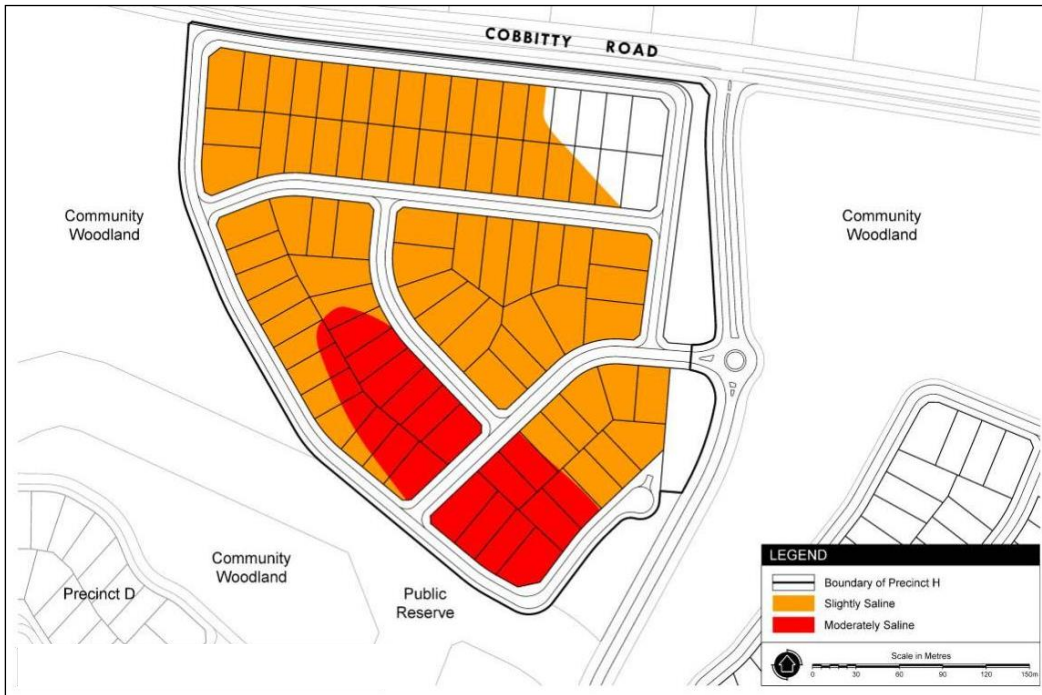 COBBITTY ROAD
Community
Woodland
Community
Woodland
Community
Woodland
Precinct D
Public
Reserve
LEGEND
Boundary of Precinct H
Slightly Saline
Moderately Saline
Scale in Metres
0 30 60 90 120 150m